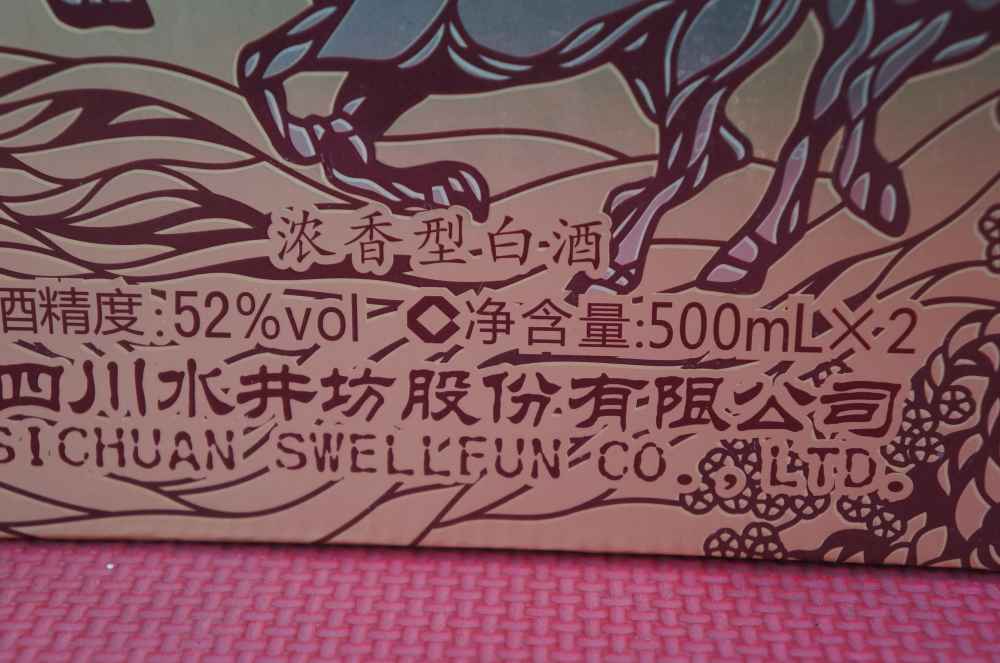 浓香型白酒
酒精度:52%vol 净含量:500mL×2
四川水井坊股份有限公司
SICHUAN SWELLFUN CO.,LTD.